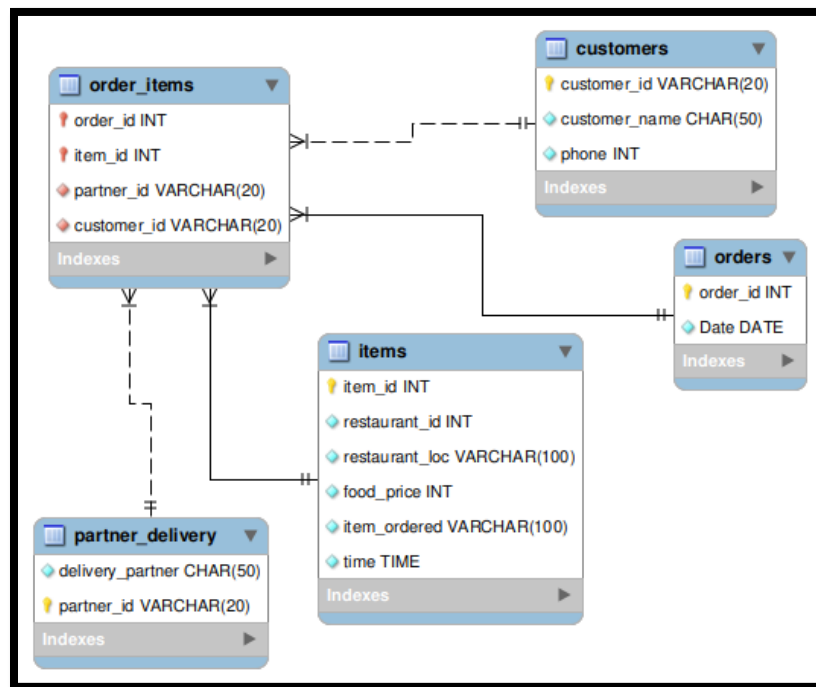 order_items
order_id INT
item_id INT
partner_id VARCHAR(20)
customer_id VARCHAR(20)
Indexes
customers
customer_id VARCHAR(20)
customer_name CHAR(50)
phone INT
Indexes
orders
order_id INT
Date DATE
Indexes
items
item_id INT
restaurant_id INT
restaurant_loc VARCHAR(100)
food_price INT
item_ordered VARCHAR(100)
time TIME
Indexes
partner_delivery
delivery_partner CHAR(50)
partner_id VARCHAR(20)
Indexes